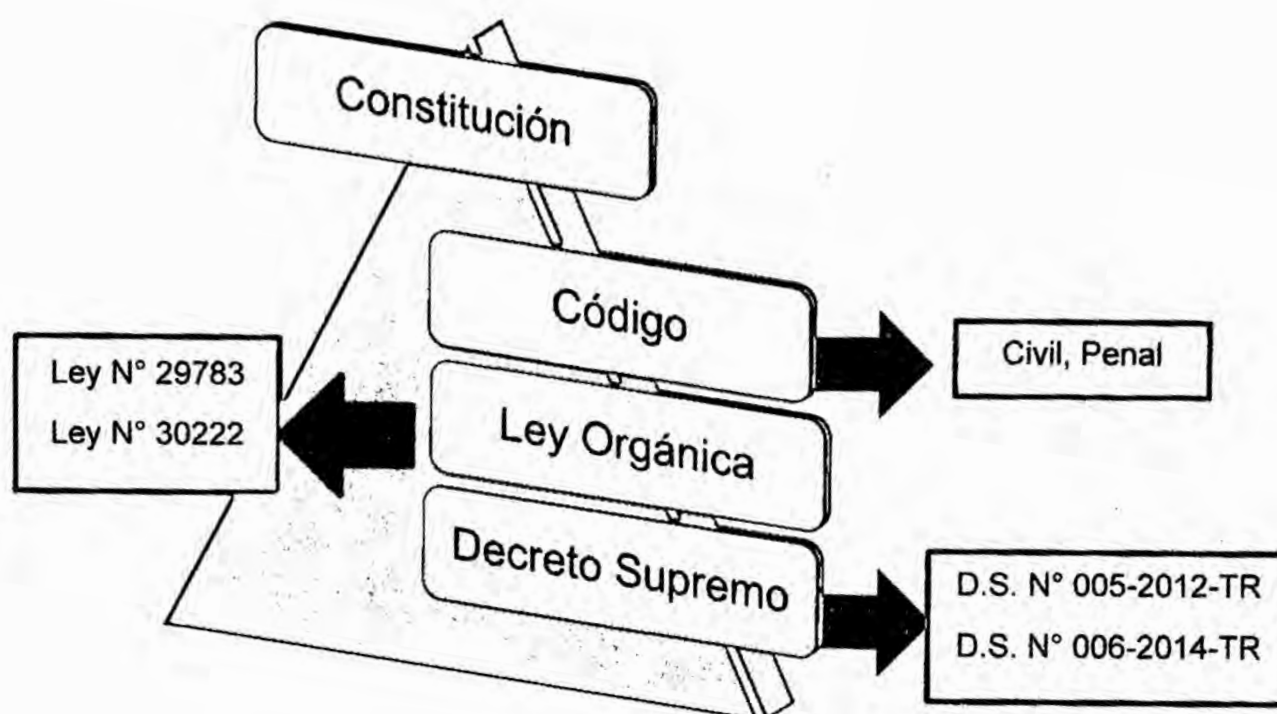 Constitución
Código
Civil, Penal
Ley N° 29783
Ley N° 30222
Ley Orgánica
Decreto Supremo
D.S. N° 005-2012-TR
D.S. N° 006-2014-TR